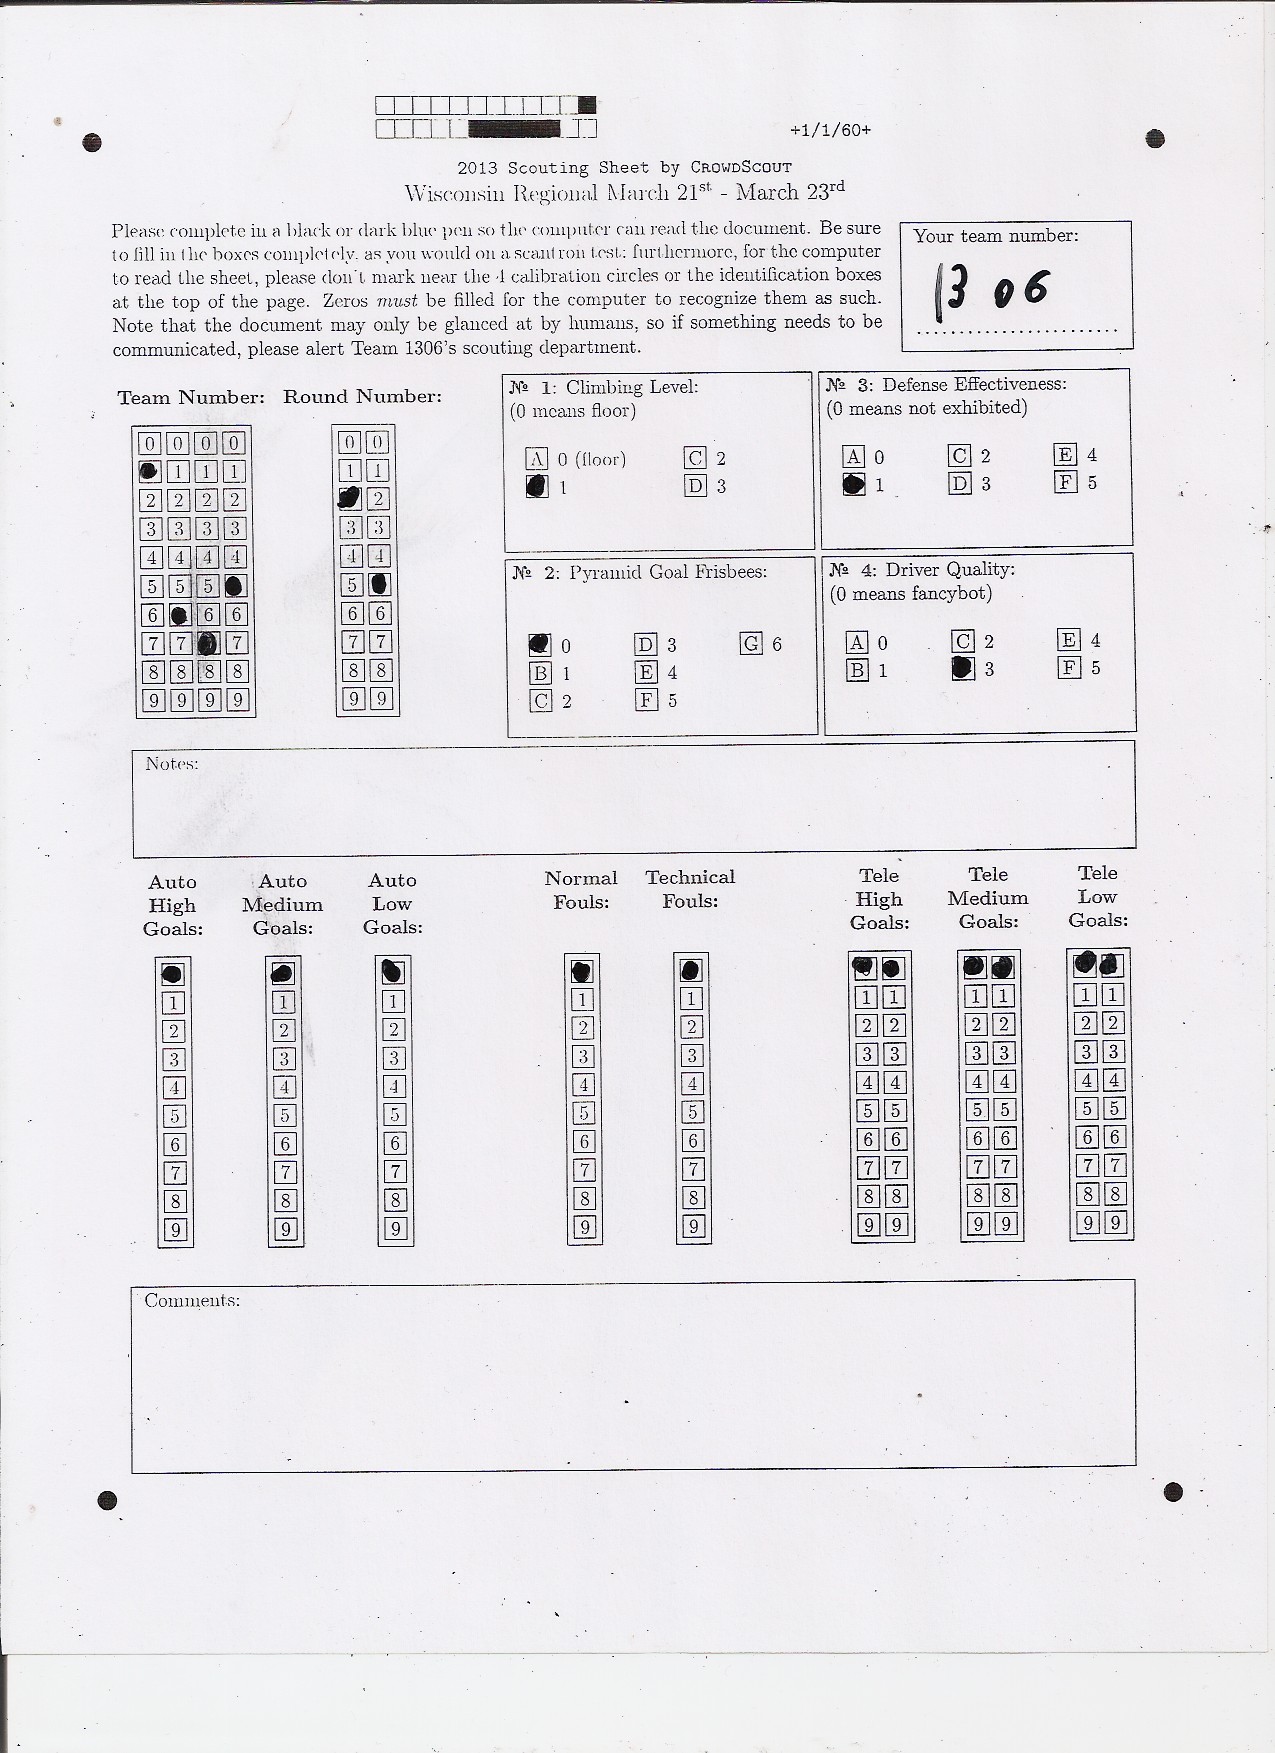 +1/1/60+
2013 Scouting Sheet by CROWDSCOUT
Wisconsin Regional March 21st - March 23rd
Please complete in a black or dark blue pen so the computer can read the document. Be sure
to fill in the boxes completely, as you would on a scantron test; furthermore, for the computer
to read the sheet, please don't mark near the 4 calibration circles or the identification boxes
at the top of the page. Zeros must be filled for the computer to recognize them as such.
Note that the document may only be glanced at by humans, so if something needs to be
communicated, please alert Team 1306's scouting department.
Your team number:
1306
Team Number:
0 0 0 0
1 1 1
2 2 2 2
3 3 3 3
4 4 4 4
5 5 5
6 6 6
7 7 7
8 8 8 8
9 9 9 9
Round Number:
0 0
1 1
2
3 3
4 4
5
6 6
7 7
8 8
9 9
№ 1: Climbing Level:
(0 means floor)
A 0 (floor) C 2
1 D 3
№ 3: Defense Effectiveness:
(0 means not exhibited)
A 0 C 2 E 4
1 D 3 F 5
№ 2: Pyramid Goal Frisbees:
0 D 3 G 6
B 1 E 4
C 2 F 5
№ 4: Driver Quality:
(0 means fancybot)
A 0 C 2 E 4
B 1 3 F 5
Notes:
Auto
High
Goals:
1
2
3
4
5
6
7
8
9
Auto
Medium
Goals:
1
2
3
4
5
6
7
8
9
Auto
Low
Goals:
1
2
3
4
5
6
7
8
9
Normal
Fouls:
1
2
3
4
5
6
7
8
9
Technical
Fouls:
1
2
3
4
5
6
7
8
9
Tele
High
Goals:
1 1
2 2
3 3
4 4
5 5
6 6
7 7
8 8
9 9
Tele
Medium
Goals:
1 1
2 2
3 3
4 4
5 5
6 6
7 7
8 8
9 9
Tele
Low
Goals:
1 1
2 2
3 3
4 4
5 5
6 6
7 7
8 8
9 9
Comments: